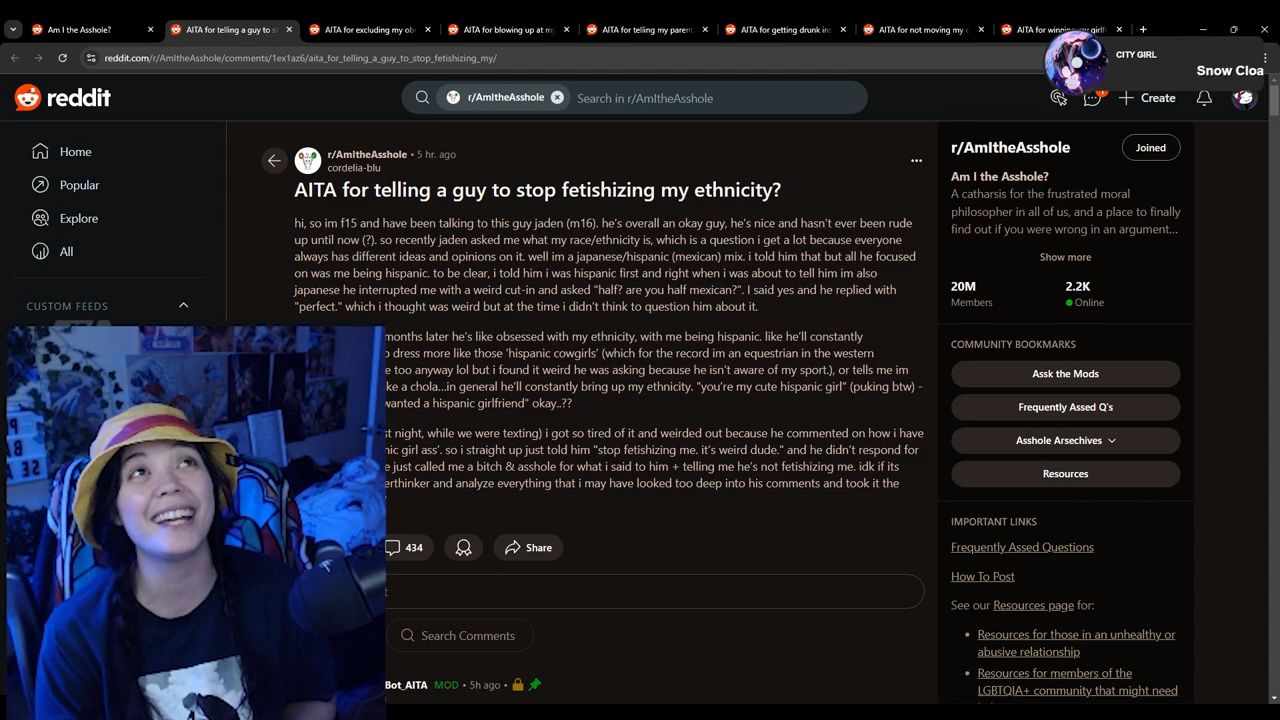 Am I the Asshole?
AITA for telling a guy to st
AITA for excluding my ob
AITA for blowing up at my
AITA for telling my parent
AITA for getting drunk in
AITA for not moving my c
AITA for
reddit.com/r/AmItheAsshole/comments/1ex1az6/aita_for_telling_a_guy_to_stop_fetishizing_my/
CITY GIRL
Snow Cloa
reddit
r/AmItheAsshole
Search in r/AmItheAsshole
Create
Home
Popular
Explore
All
CUSTOM FEEDS
r/AmItheAsshole • 5 hr. ago
cordelia-blu
AITA for telling a guy to stop fetishizing my ethnicity?
hi, so im f15 and have been talking to this guy jaden (m16). he's overall an okay guy, he's nice and hasn't ever been rude
up until now (?). so recently jaden asked me what my race/ethnicity is, which is a question i get a lot because everyone
always has different ideas and opinions on it. well im a japanese/hispanic (mexican) mix. i told him that but all he focused
on was me being hispanic. to be clear, i told him i was hispanic first and right when i was about to tell him im also
japanese he interrupted me with a weird cut-in and asked "half? are you half mexican?". I said yes and he replied with
"perfect." which i thought was weird but at the time i didn't think to question him about it.
months later he's like obsessed with my ethnicity, with me being hispanic. like he'll constantly
o dress more like those 'hispanic cowgirls' (which for the record im an equestrian in the western
e too anyway lol but i found it weird he was asking because he isn't aware of my sport.), or tells me im
ke a chola...in general he'll constantly bring up my ethnicity. "you're my cute hispanic girl" (puking btw) -
wanted a hispanic girlfriend" okay..??
st night, while we were texting) i got so tired of it and weirded out because he commented on how i have
nic girl ass'. so i straight up just told him "stop fetishizing me. it's weird dude." and he didn't respond for
e just called me a bitch & asshole for what i said to him + telling me he's not fetishizing me. idk if its
erthinker and analyze everything that i may have looked too deep into his comments and took it the
434
Share
Search Comments
Bot_AITA MOD • 5h ago •
r/AmItheAsshole
Joined
Am I the Asshole?
A catharsis for the frustrated moral
philosopher in all of us, and a place to finally
find out if you were wrong in an argument...
Show more
20M
2.2K
Members
Online
COMMUNITY BOOKMARKS
Assk the Mods
Frequently Assed Q's
Asshole Arsechives
Resources
IMPORTANT LINKS
Frequently Assed Questions
How To Post
See our Resources page for:
• Resources for those in an unhealthy or
abusive relationship
• Resources for members of the
LGBTQIA+ community that might need